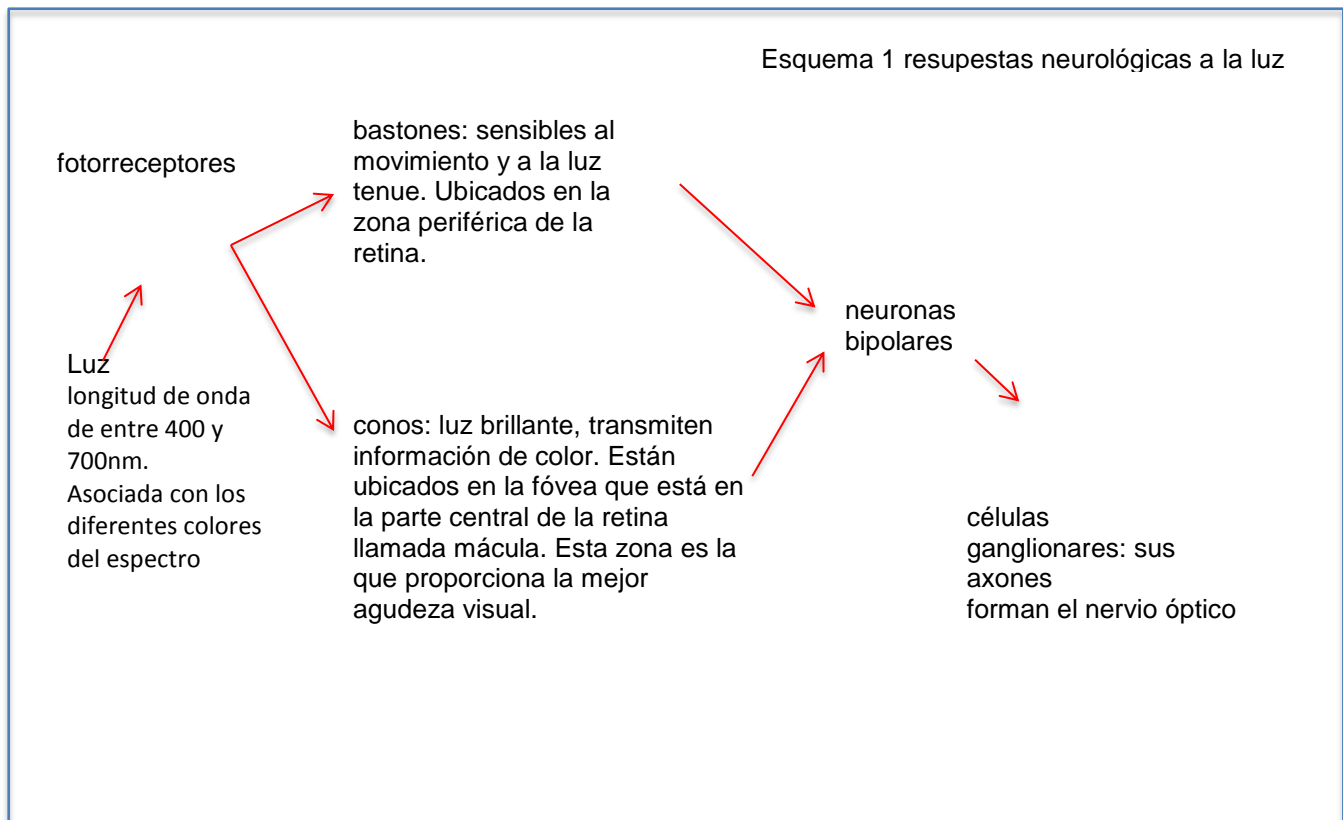 Esquema 1 resupestas neurológicas a la luz
fotorreceptores
bastones: sensibles al
movimiento y a la luz
tenue. Ubicados en la
zona periférica de la
retina.
Luz
longitud de onda
de entre 400 y
700nm.
Asociada con los
diferentes colores
del espectro
conos: luz brillante, transmiten
información de color. Están
ubicados en la fóvea que está en
la parte central de la retina
llamada mácula. Esta zona es la
que proporciona la mejor
agudeza visual.
neuronas
bipolares
células
ganglionares: sus
axones
forman el nervio óptico